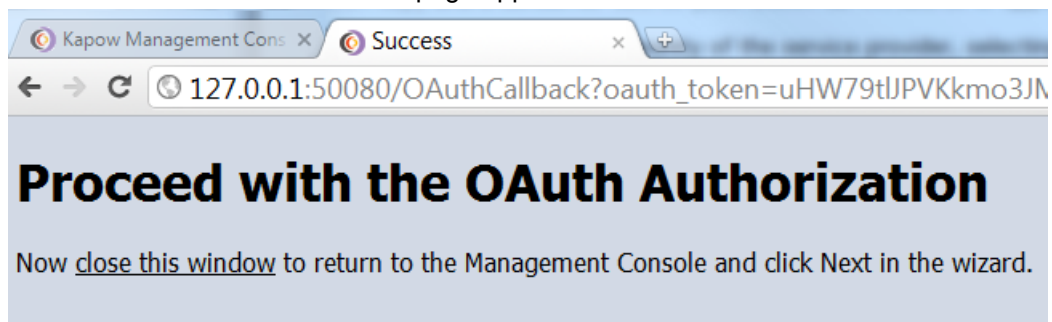 Kapow Management Cons
Success
127.0.0.1:50080/OAuthCallback?oauth_token=uHW79tlJPVKkmo3JM
Proceed with the OAuth Authorization
Now close this window to return to the Management Console and click Next in the wizard.